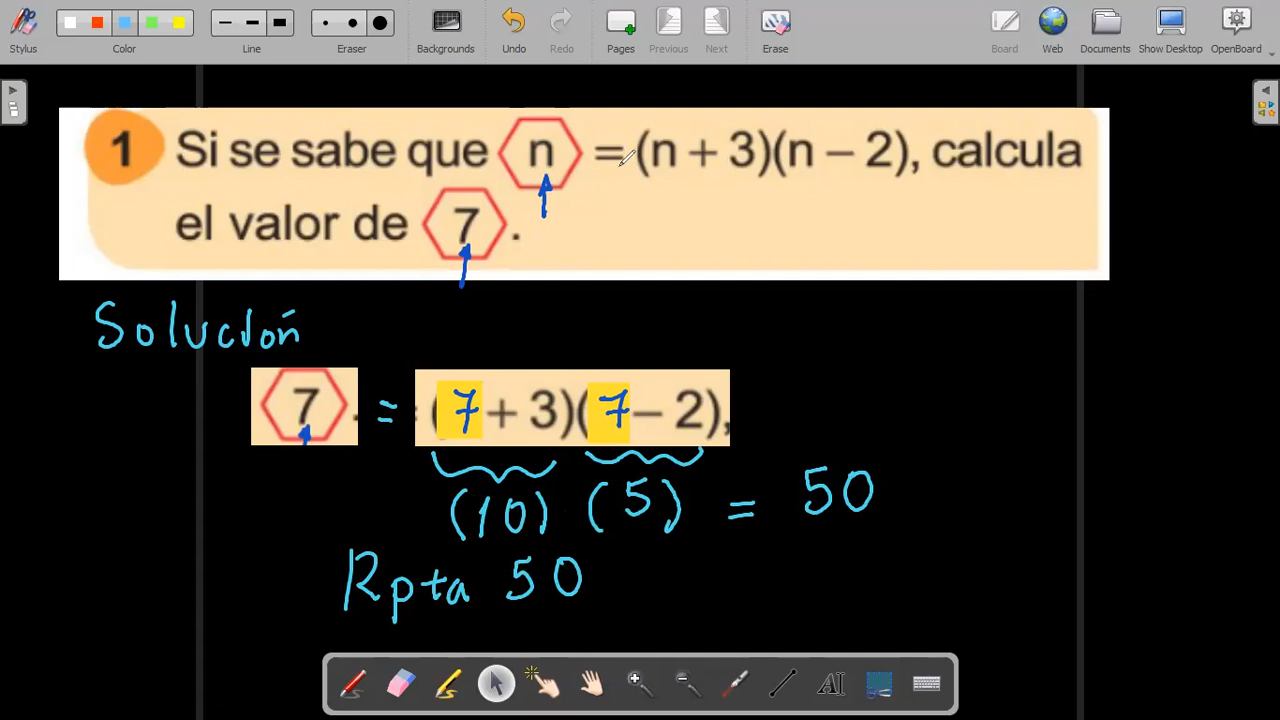 Stylus Color Line Eraser Backgrounds Undo Redo Pages Previous Next Erase Board Web Documents Show Desktop OpenBoard
1 Si se sabe que n = (n + 3)(n − 2), calcula
el valor de 7 .
Solución
7 = (7 + 3)(7 − 2),
(10) (5) = 50
Rpta 50
AI